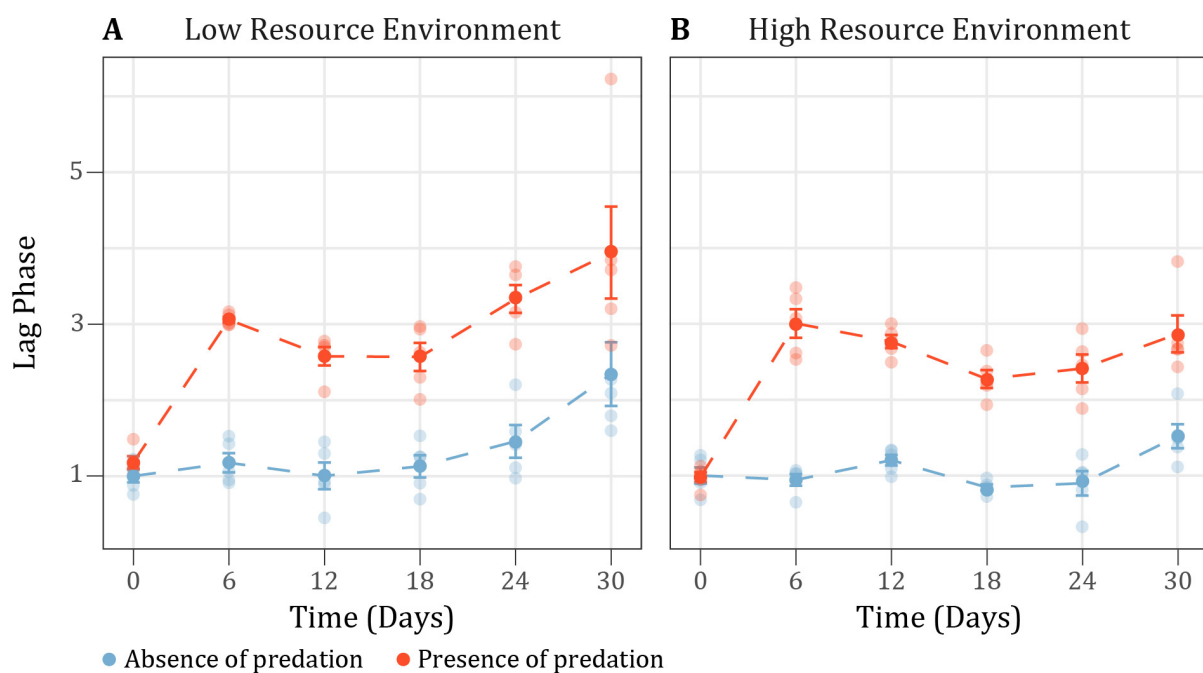 A Low Resource Environment
B High Resource Environment
Lag Phase
5
3
1
0 6 12 18 24 30
0 6 12 18 24 30
Time (Days)
Time (Days)
Absence of predation Presence of predation